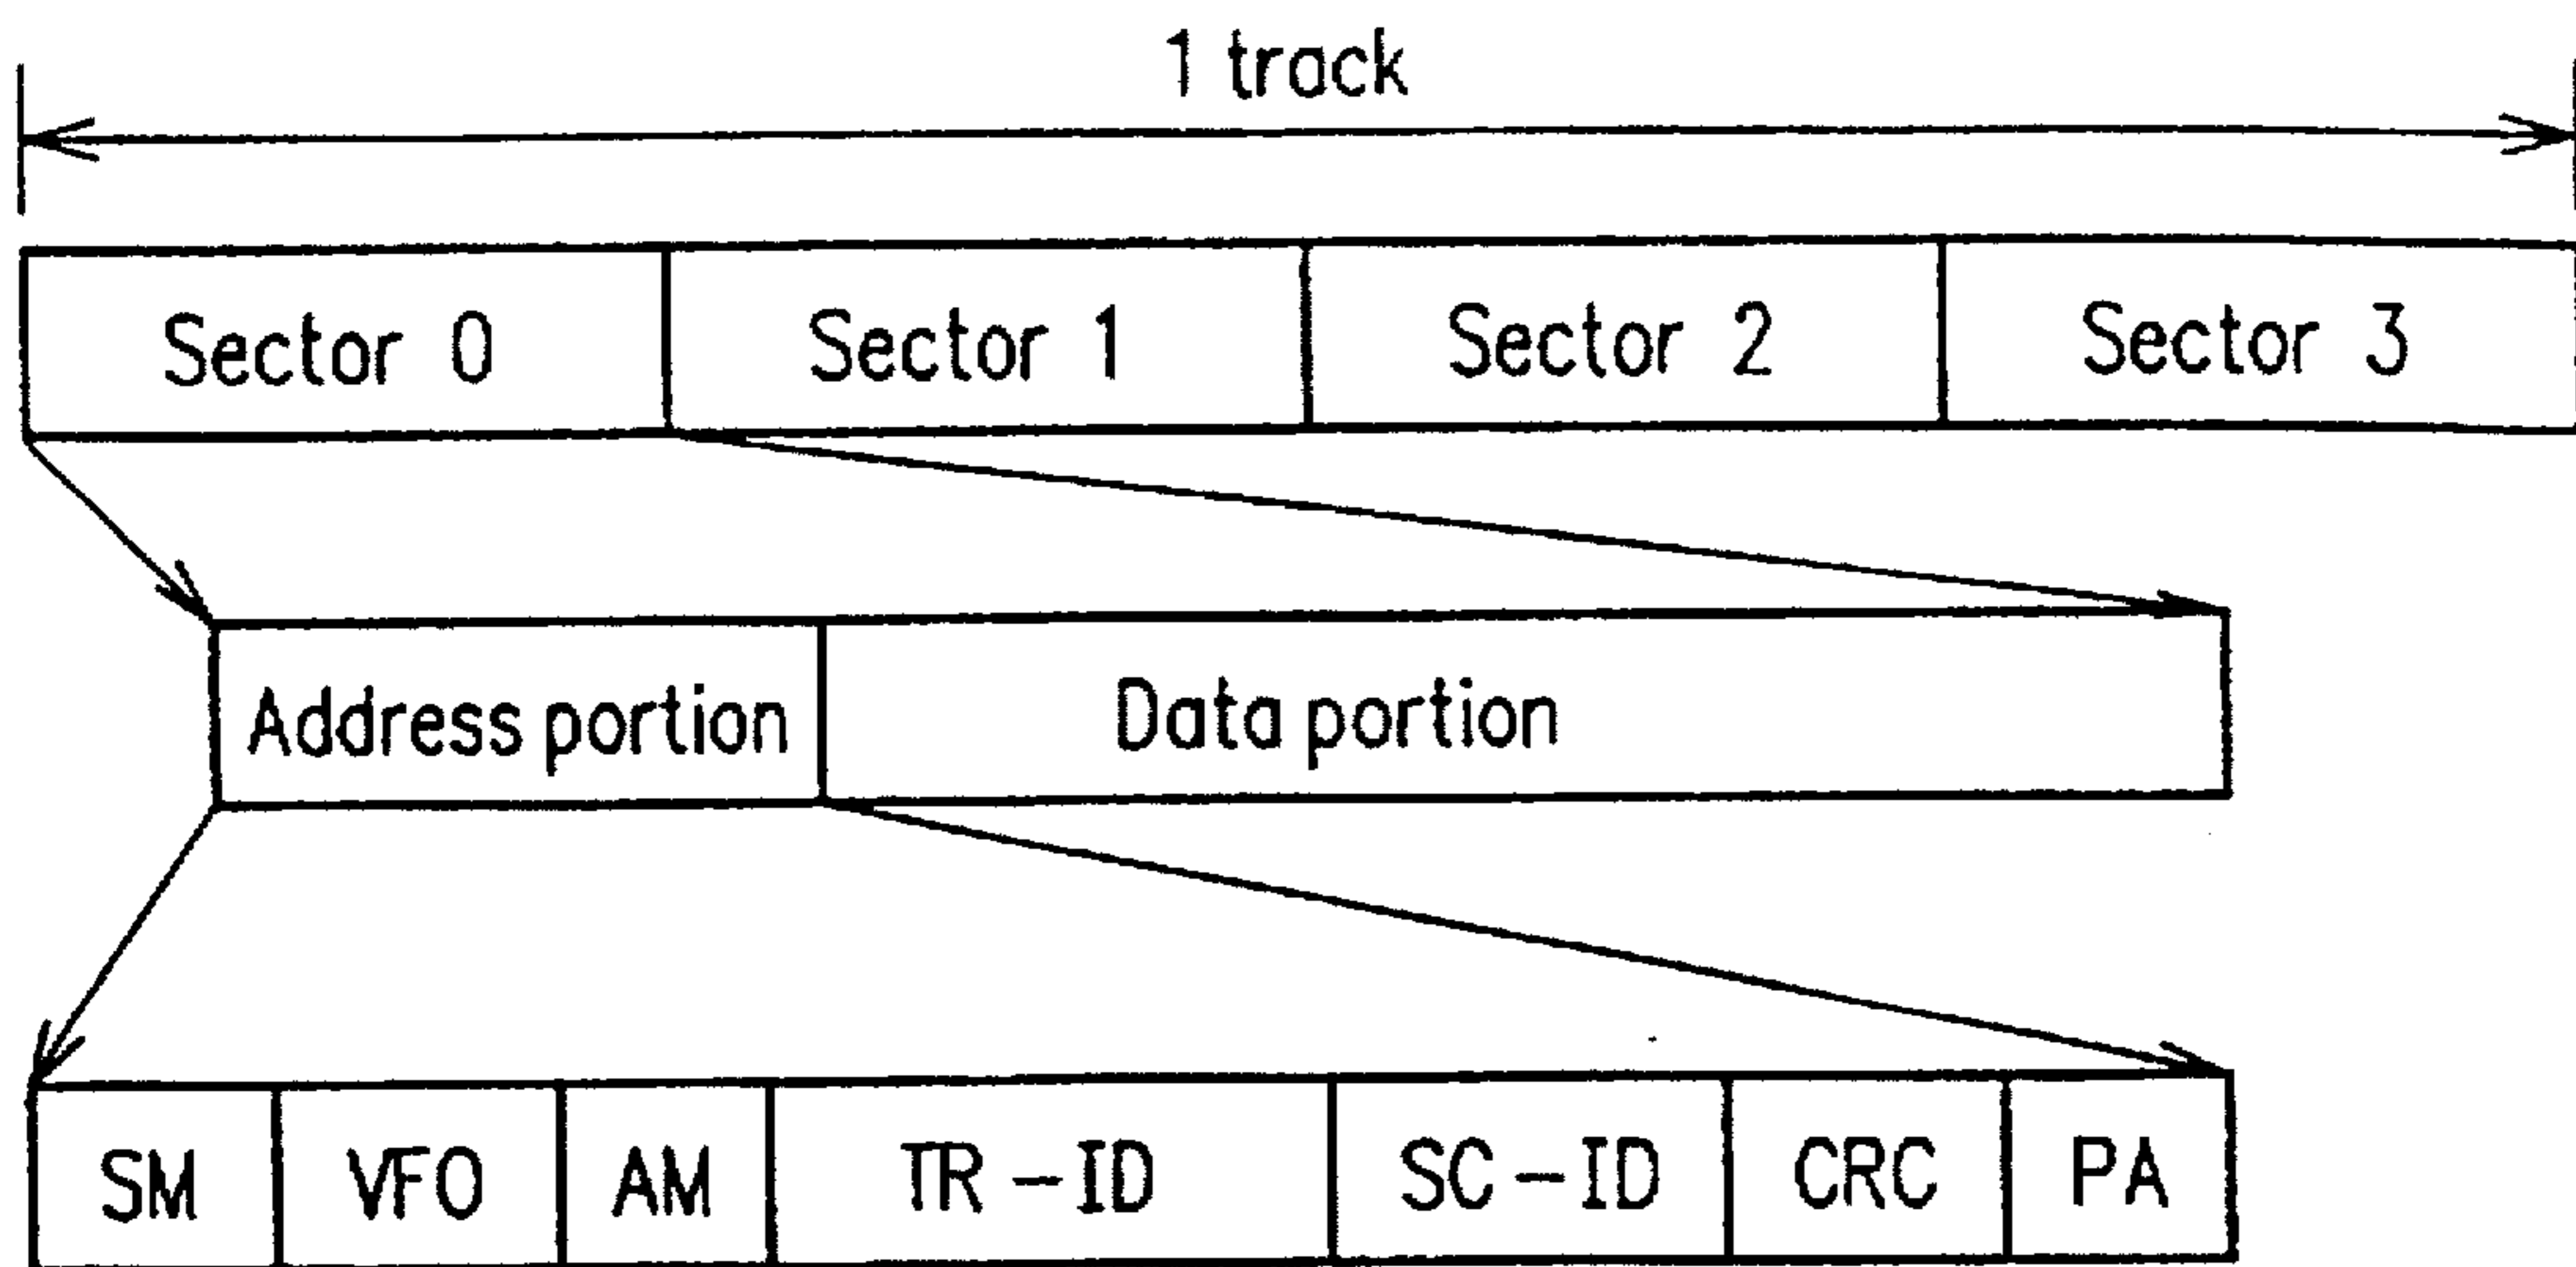 1 track
Sector 0 Sector 1 Sector 2 Sector 3
Address portion Data portion
SM VFO AM TR-ID SC-ID CRC PA